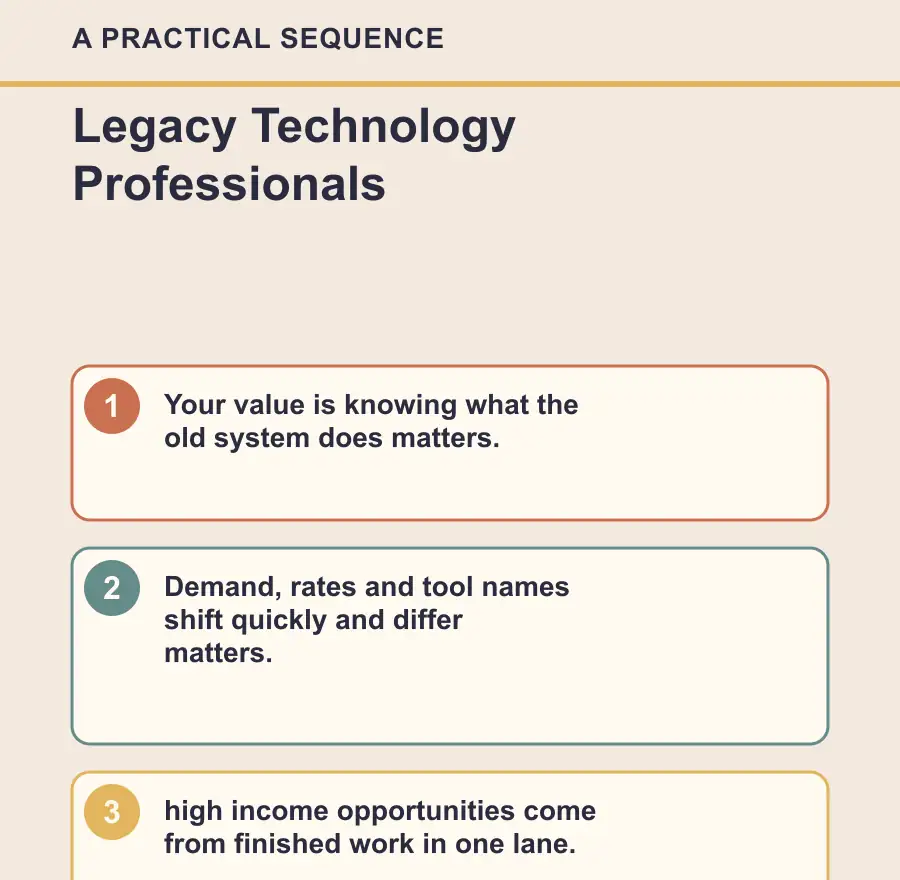 A PRACTICAL SEQUENCE
Legacy Technology
Professionals
1
Your value is knowing what the
old system does matters.
2
Demand, rates and tool names
shift quickly and differ
matters.
3
high income opportunities come
from finished work in one lane.